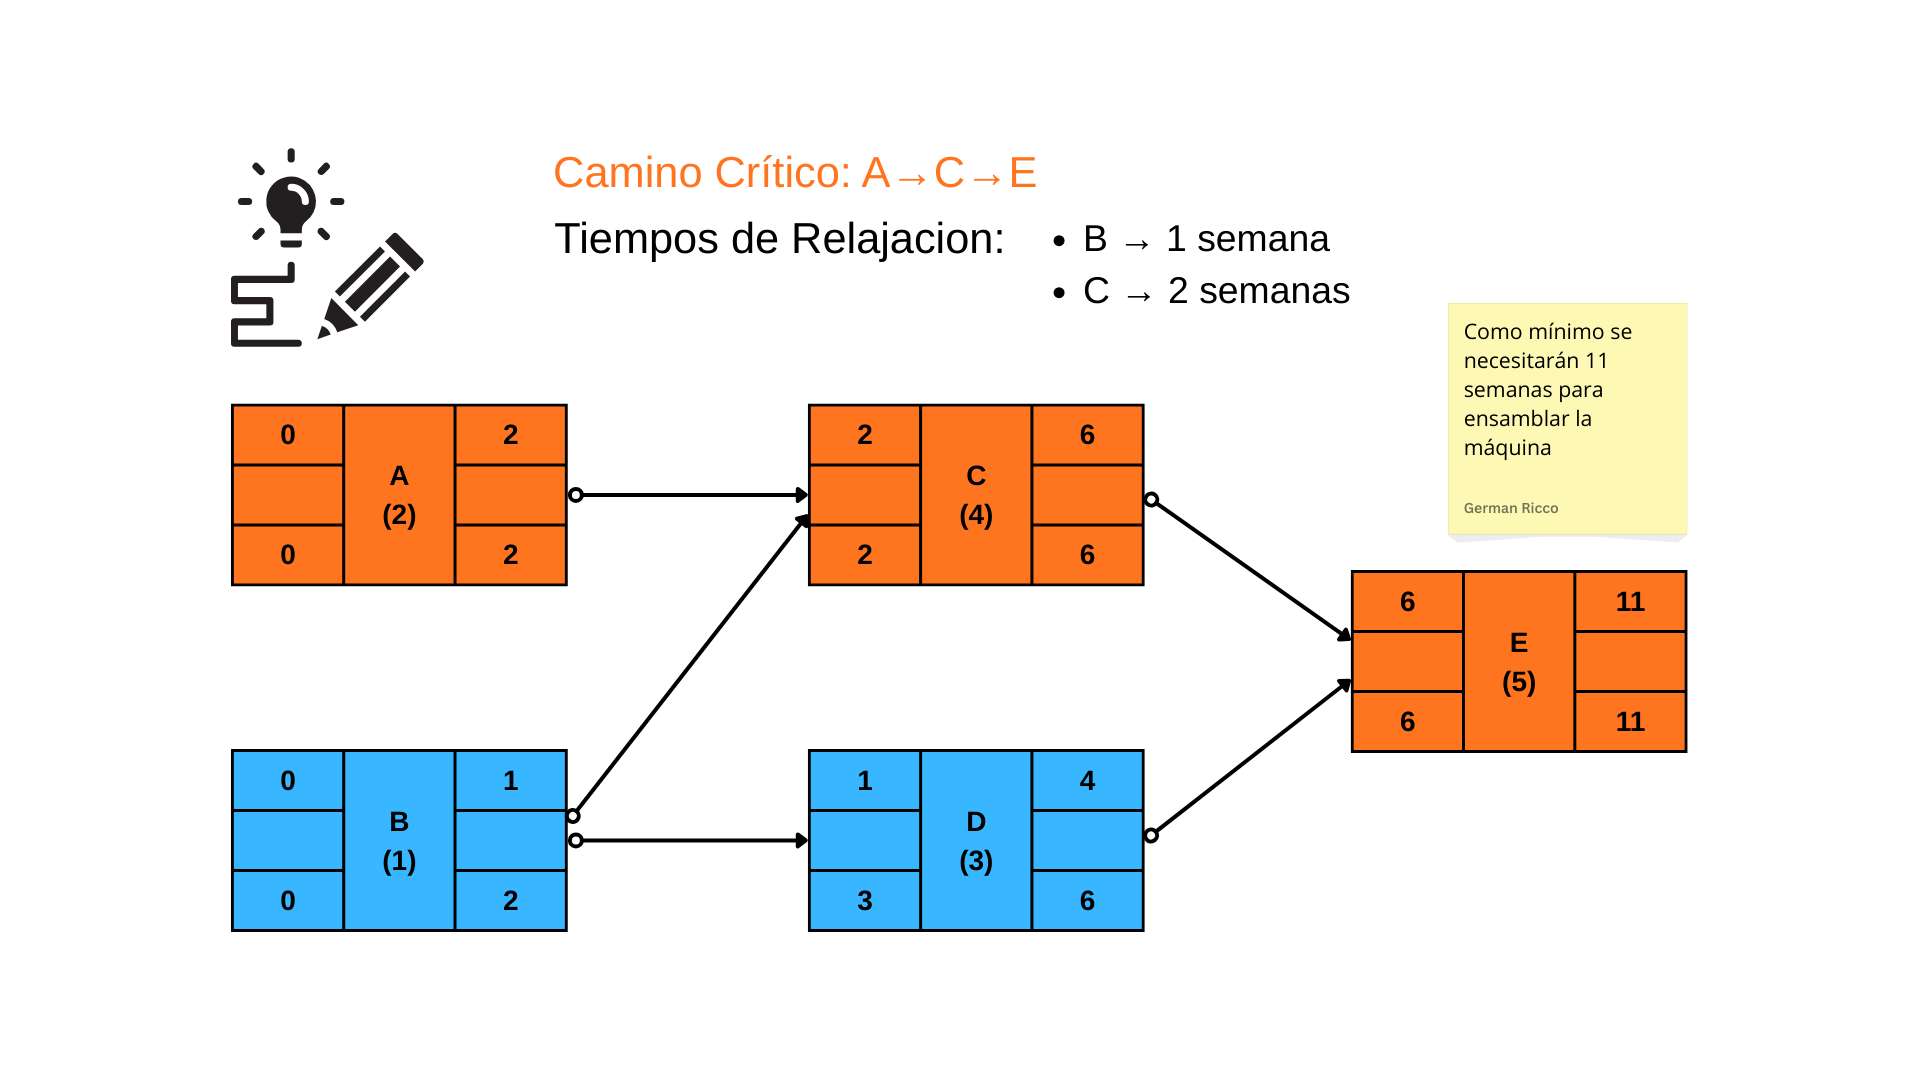 Camino Crítico: A→C→E
Tiempos de Relajacion:
• B → 1 semana
• C → 2 semanas
Como mínimo se
necesitarán 11
semanas para
ensamblar la
máquina
German Ricco
0
2
A
(2)
0
2
2
6
C
(4)
2
6
6
11
E
(5)
6
11
0
1
B
(1)
0
2
1
4
D
(3)
3
6